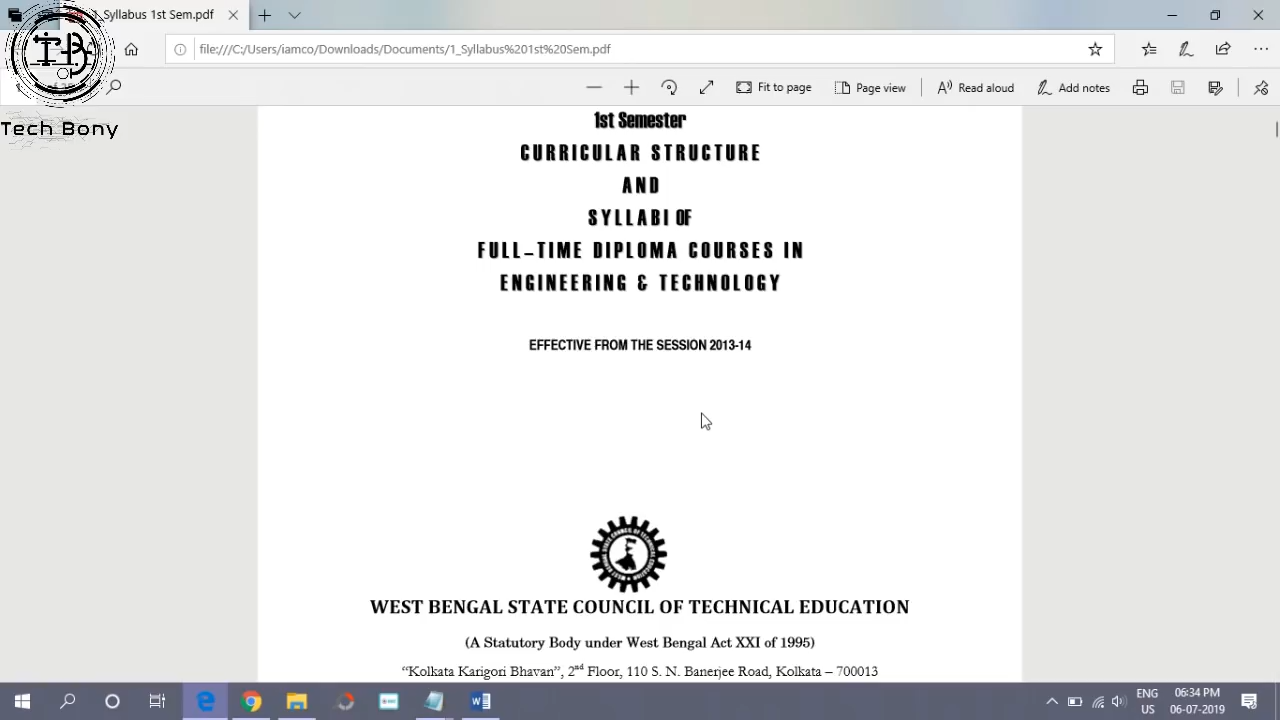 Syllabus 1st Sem.pdf
file:///C:/Users/iamco/Downloads/Documents/1_Syllabus%201st%20Sem.pdf
Fit to page
Page view
Read aloud
Add notes
Tech Bony
1st Semester
CURRICULAR STRUCTURE
AND
SYLLABI OF
FULL–TIME DIPLOMA COURSES IN
ENGINEERING & TECHNOLOGY
EFFECTIVE FROM THE SESSION 2013-14
WEST BENGAL STATE COUNCIL OF TECHNICAL EDUCATION
(A Statutory Body under West Bengal Act XXI of 1995)
“Kolkata Karigori Bhavan”, 2nd Floor, 110 S. N. Banerjee Road, Kolkata – 700013
ENG
US
06:34 PM
06-07-2019